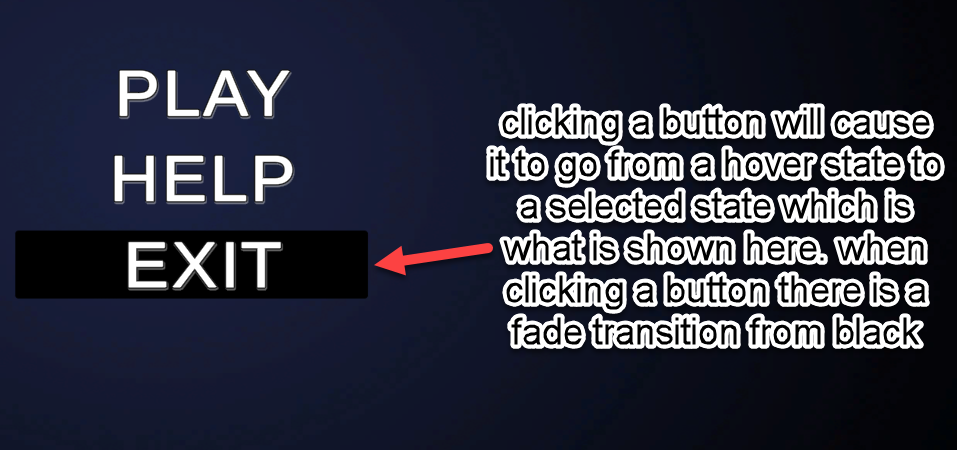 PLAY
HELP
EXIT
clicking a button will cause
it to go from a hover state to
a selected state which is
what is shown here. when
clicking a button there is a
fade transition from black